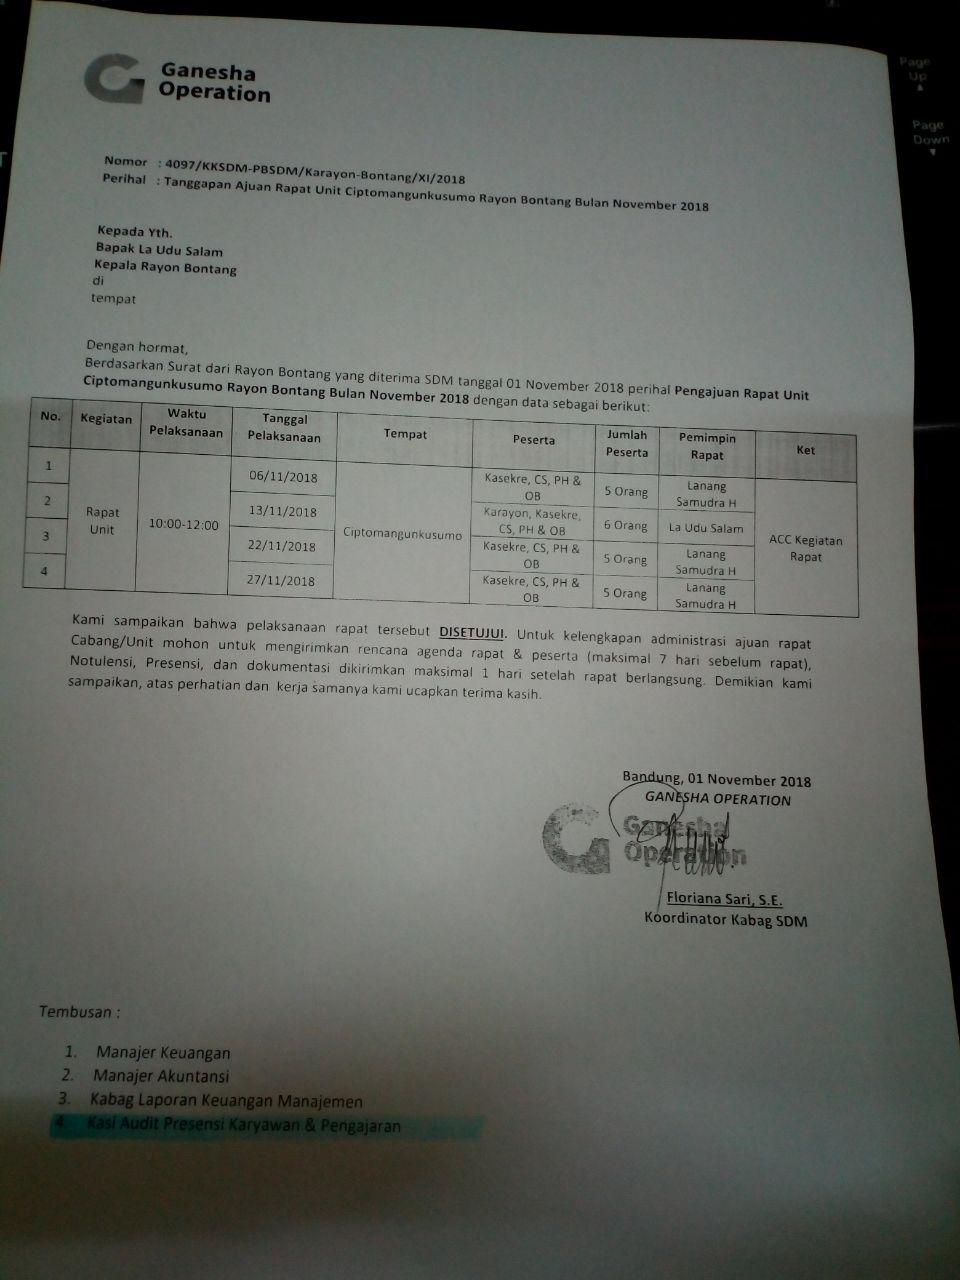 Ganesha
Operation
Page
Up
Page
Down
Nomor : 4097/KKSDM-PBSDM/Karayon-Bontang/XI/2018
Perihal : Tanggapan Ajuan Rapat Unit Ciptomangunkusumo Rayon Bontang Bulan November 2018
Kepada Yth.
Bapak La Udu Salam
Kepala Rayon Bontang
di
tempat
Dengan hormat,
Berdasarkan Surat dari Rayon Bontang yang diterima SDM tanggal 01 November 2018 perihal Pengajuan Rapat Unit
Ciptomangunkusumo Rayon Bontang Bulan November 2018 dengan data sebagai berikut:
No. Kegiatan Waktu Pelaksanaan Tanggal Pelaksanaan Tempat Peserta Jumlah Peserta Pemimpin Rapat Ket
1 Rapat Unit 10:00-12:00 06/11/2018 Ciptomangunkusumo Kasekre, CS, PH & OB 5 Orang Lanang Samudra H ACC Kegiatan Rapat
2 13/11/2018 Karayon, Kasekre, CS, PH & OB 6 Orang La Udu Salam
3 22/11/2018 Kasekre, CS, PH & OB 5 Orang Lanang Samudra H
4 27/11/2018 Kasekre, CS, PH & OB 5 Orang Lanang Samudra H
Kami sampaikan bahwa pelaksanaan rapat tersebut DISETUJUI. Untuk kelengkapan administrasi ajuan rapat
Cabang/Unit mohon untuk mengirimkan rencana agenda rapat & peserta (maksimal 7 hari sebelum rapat),
Notulensi, Presensi, dan dokumentasi dikirimkan maksimal 1 hari setelah rapat berlangsung. Demikian kami
sampaikan, atas perhatian dan kerja samanya kami ucapkan terima kasih.
Bandung, 01 November 2018
GANESHA OPERATION
Ganesha
Operation
Floriana Sari, S.E.
Koordinator Kabag SDM
Tembusan :
1. Manajer Keuangan
2. Manajer Akuntansi
3. Kabag Laporan Keuangan Manajemen
4. Kasi Audit Presensi Karyawan & Pengajaran